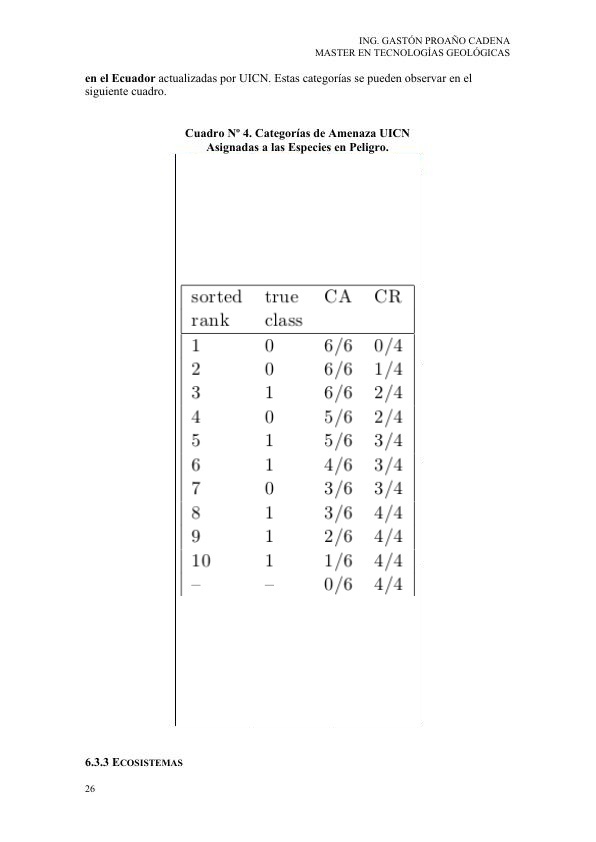 ING. GASTÓN PROAÑO CADENA
MASTER EN TECNOLOGÍAS GEOLÓGICAS
en el Ecuador actualizadas por UICN. Estas categorías se pueden observar en el
siguiente cuadro.
Cuadro Nº 4. Categorías de Amenaza UICN
Asignadas a las Especies en Peligro.
sorted true CA CR
rank class
1 0 6/6 0/4
2 0 6/6 1/4
3 1 6/6 2/4
4 0 5/6 2/4
5 1 5/6 3/4
6 1 4/6 3/4
7 0 3/6 3/4
8 1 3/6 4/4
9 1 2/6 4/4
10 1 1/6 4/4
– – 0/6 4/4
6.3.3 ECOSISTEMAS
26